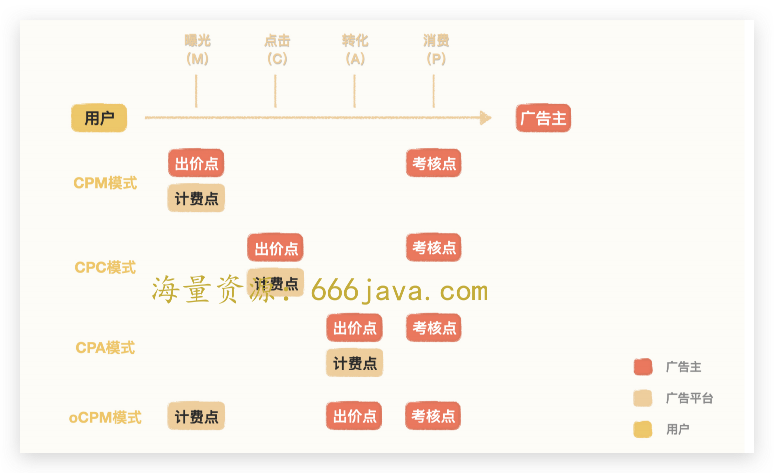 曝光 点击 转化 消费
(M) (C) (A) (P)
用户 广告主
出价点 考核点
CPM模式
计费点
出价点 考核点
CPC模式
计费点
海量资源：666java.com
出价点 考核点
CPA模式
计费点
广告主
广告平台
oCPM模式 计费点 出价点 考核点
用户